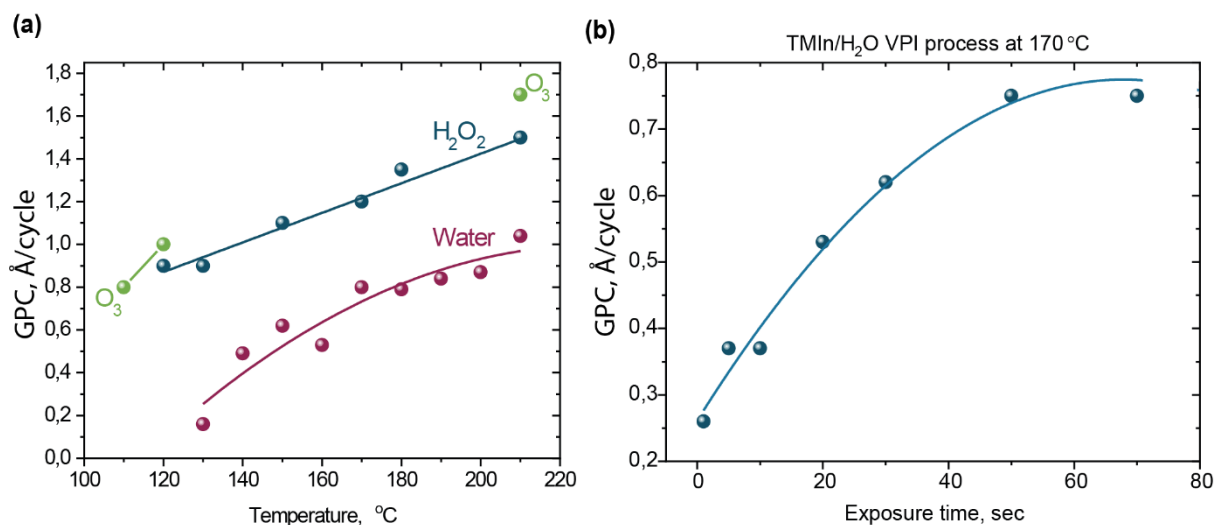 (a)
1,8
1,6
1,4
1,2
1,0
0,8
0,6
0,4
0,2
0,0
GPC, Å/cycle
O₃
H₂O₂
Water
O₃
100 120 140 160 180 200 220
Temperature, °C
(b)
TMIn/H₂O VPI process at 170 °C
0,8
0,7
0,6
0,5
0,4
0,3
0,2
GPC, Å/cycle
0 20 40 60 80
Exposure time, sec